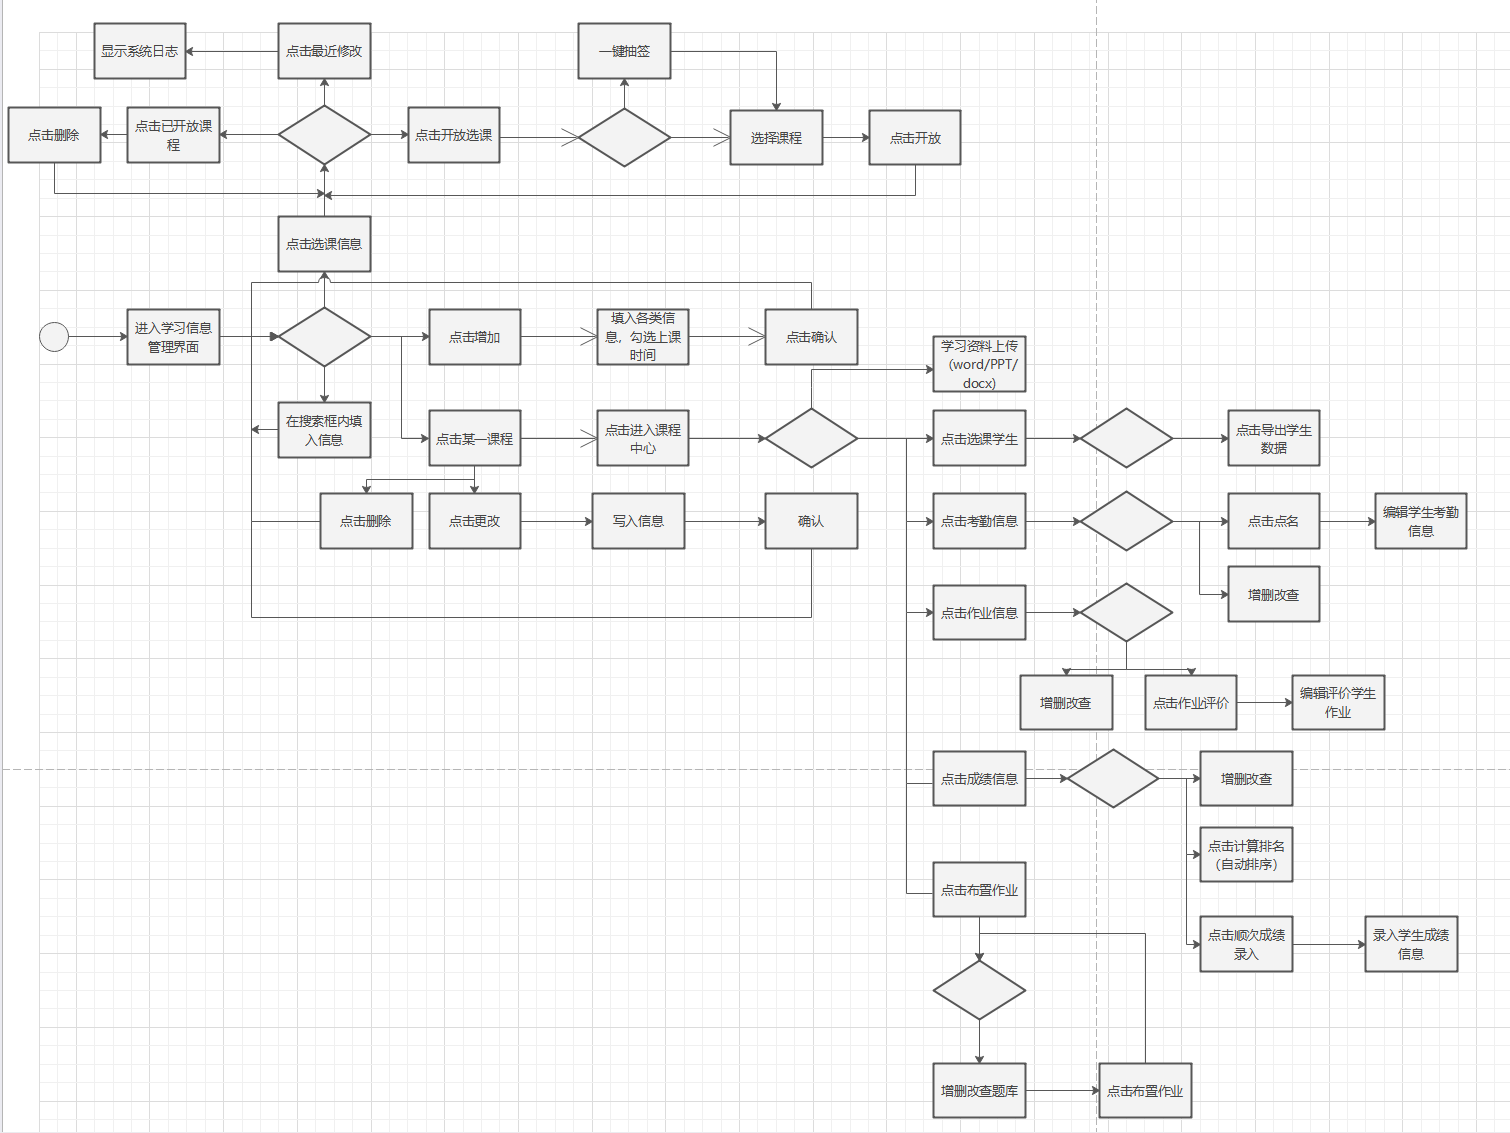 显示系统日志
点击最近修改
一键抽签
点击删除
点击已开放课
程
点击开放选课
选择课程
点击开放
点击选课信息
进入学习信息
管理界面
点击增加
填入各类信
息，勾选上课
时间
点击确认
学习资料上传
（word/PPT/
docx)
在搜索框内填
入信息
点击某一课程
点击进入课程
中心
点击选课学生
点击导出学生
数据
点击删除
点击更改
写入信息
确认
点击考勤信息
点击点名
编辑学生考勤
信息
增删改查
点击作业信息
增删改查
点击作业评价
编辑评价学生
作业
点击成绩信息
增删改查
点击计算排名
（自动排序）
点击布置作业
点击顺次成绩
录入
录入学生成绩
信息
增删改查题库
点击布置作业